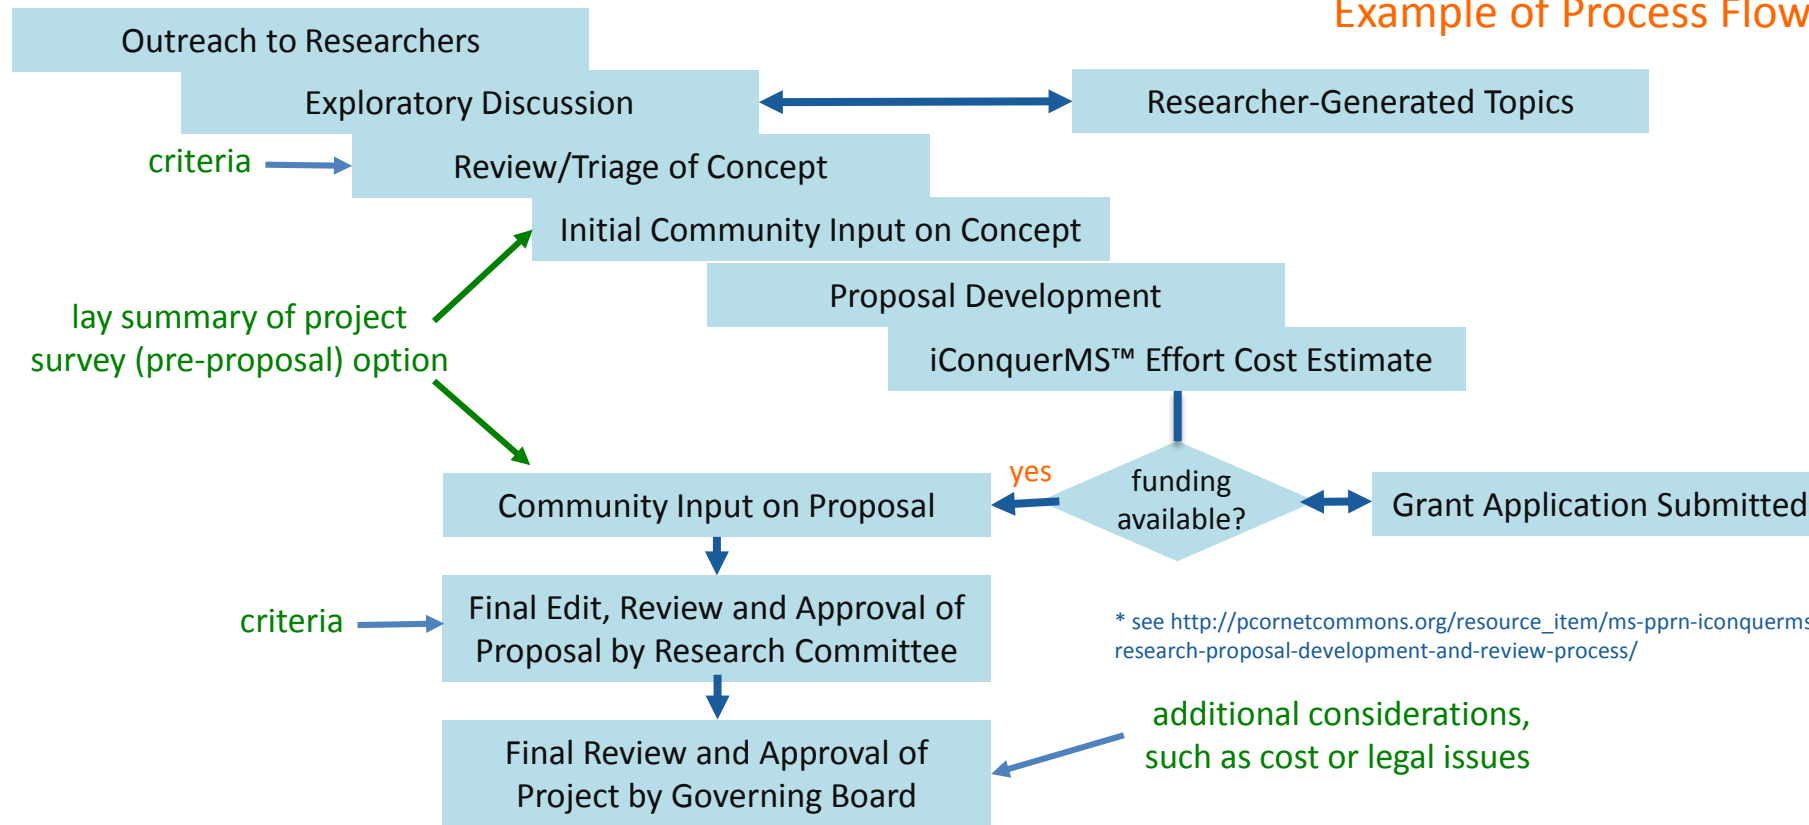 Example of Process Flow
Outreach to Researchers
Exploratory Discussion
Researcher-Generated Topics
criteria
Review/Triage of Concept
Initial Community Input on Concept
lay summary of project
survey (pre-proposal) option
Proposal Development
iConquerMS™ Effort Cost Estimate
yes
funding
available?
Community Input on Proposal
Grant Application Submitted
criteria
Final Edit, Review and Approval of
Proposal by Research Committee
* see http://pcornetcommons.org/resource_item/ms-pprn-iconquerms
research-proposal-development-and-review-process/
additional considerations,
such as cost or legal issues
Final Review and Approval of
Project by Governing Board